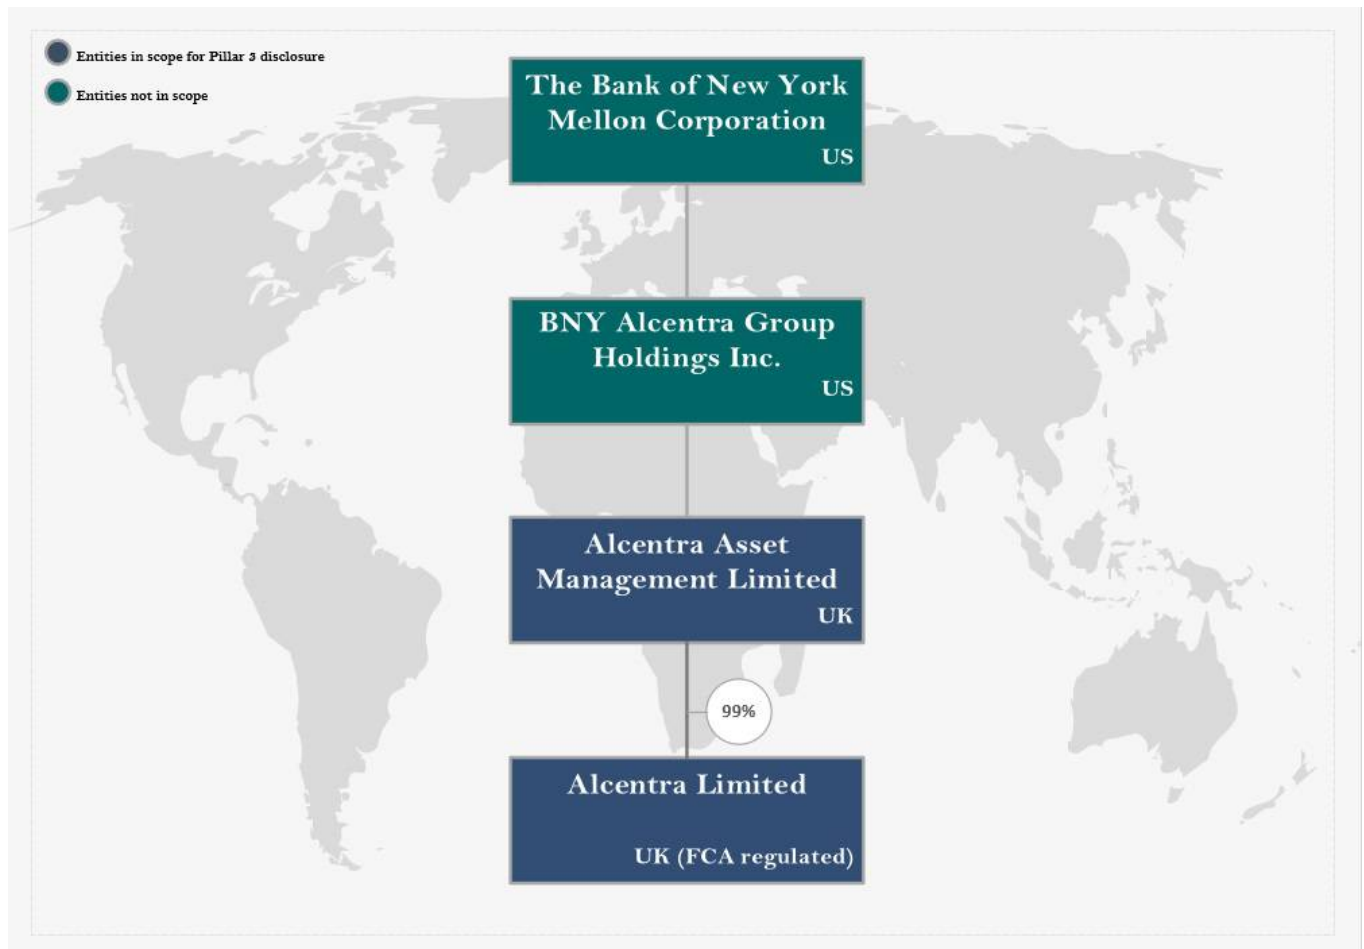 Entities in scope for Pillar 3 disclosure
Entities not in scope
The Bank of New York
Mellon Corporation
US
BNY Alcentra Group
Holdings Inc.
US
Alcentra Asset
Management Limited
UK
99%
Alcentra Limited
UK (FCA regulated)